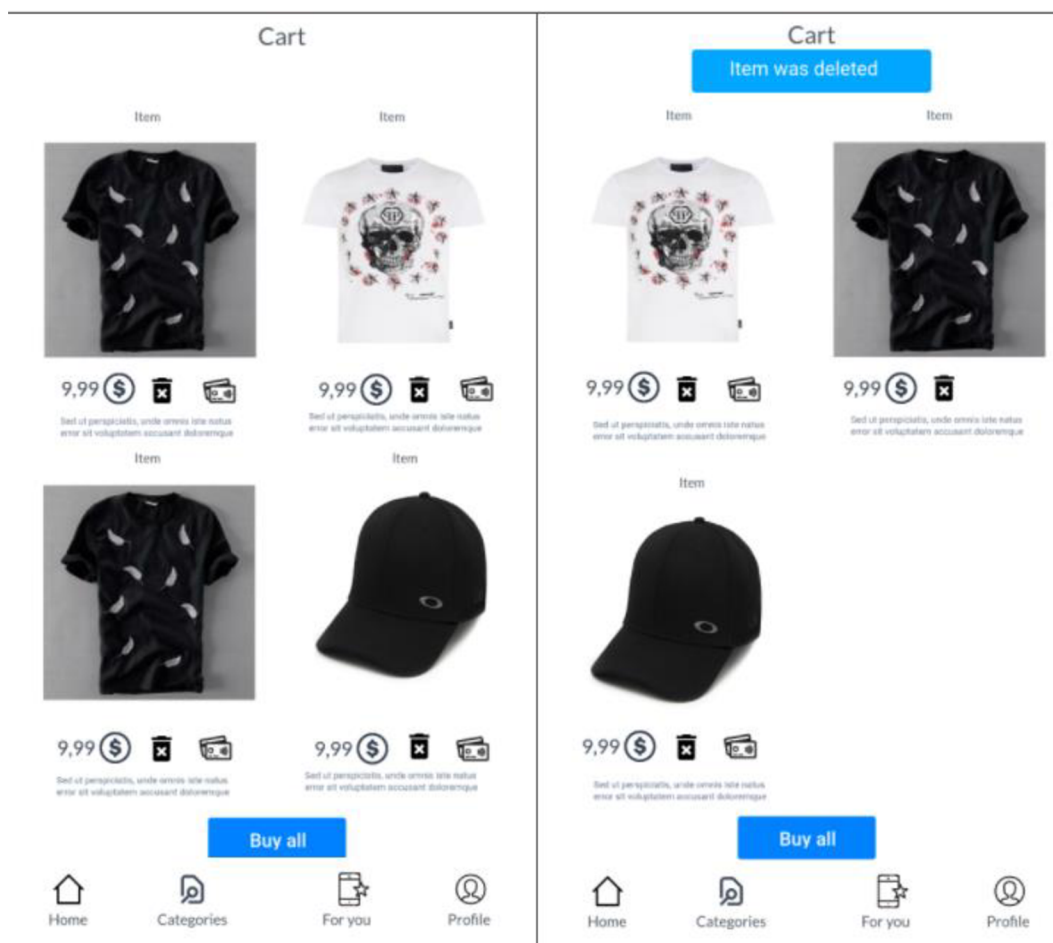 Cart
Item Item
9,99 9,99
Sed ut perspiciatis, unde omnis iste natus
error sit voluptatem accusant doloremque
Sed ut perspiciatis, unde omnis iste natus
error sit voluptatem accusant doloremque
Item Item
9,99 9,99
Sed ut perspiciatis, unde omnis iste natus
error sit voluptatem accusant doloremque
Sed ut perspiciatis, unde omnis iste natus
error sit voluptatem accusant doloremque
Buy all
Home Categories For you Profile
Cart
Item was deleted
Item Item
9,99 9,99
Sed ut perspiciatis, unde omnis iste natus
error sit voluptatem accusant doloremque
Sed ut perspiciatis, unde omnis iste natus
error sit voluptatem accusant doloremque
Item
9,99
Sed ut perspiciatis, unde omnis iste natus
error sit voluptatem accusant doloremque
Buy all
Home Categories For you Profile